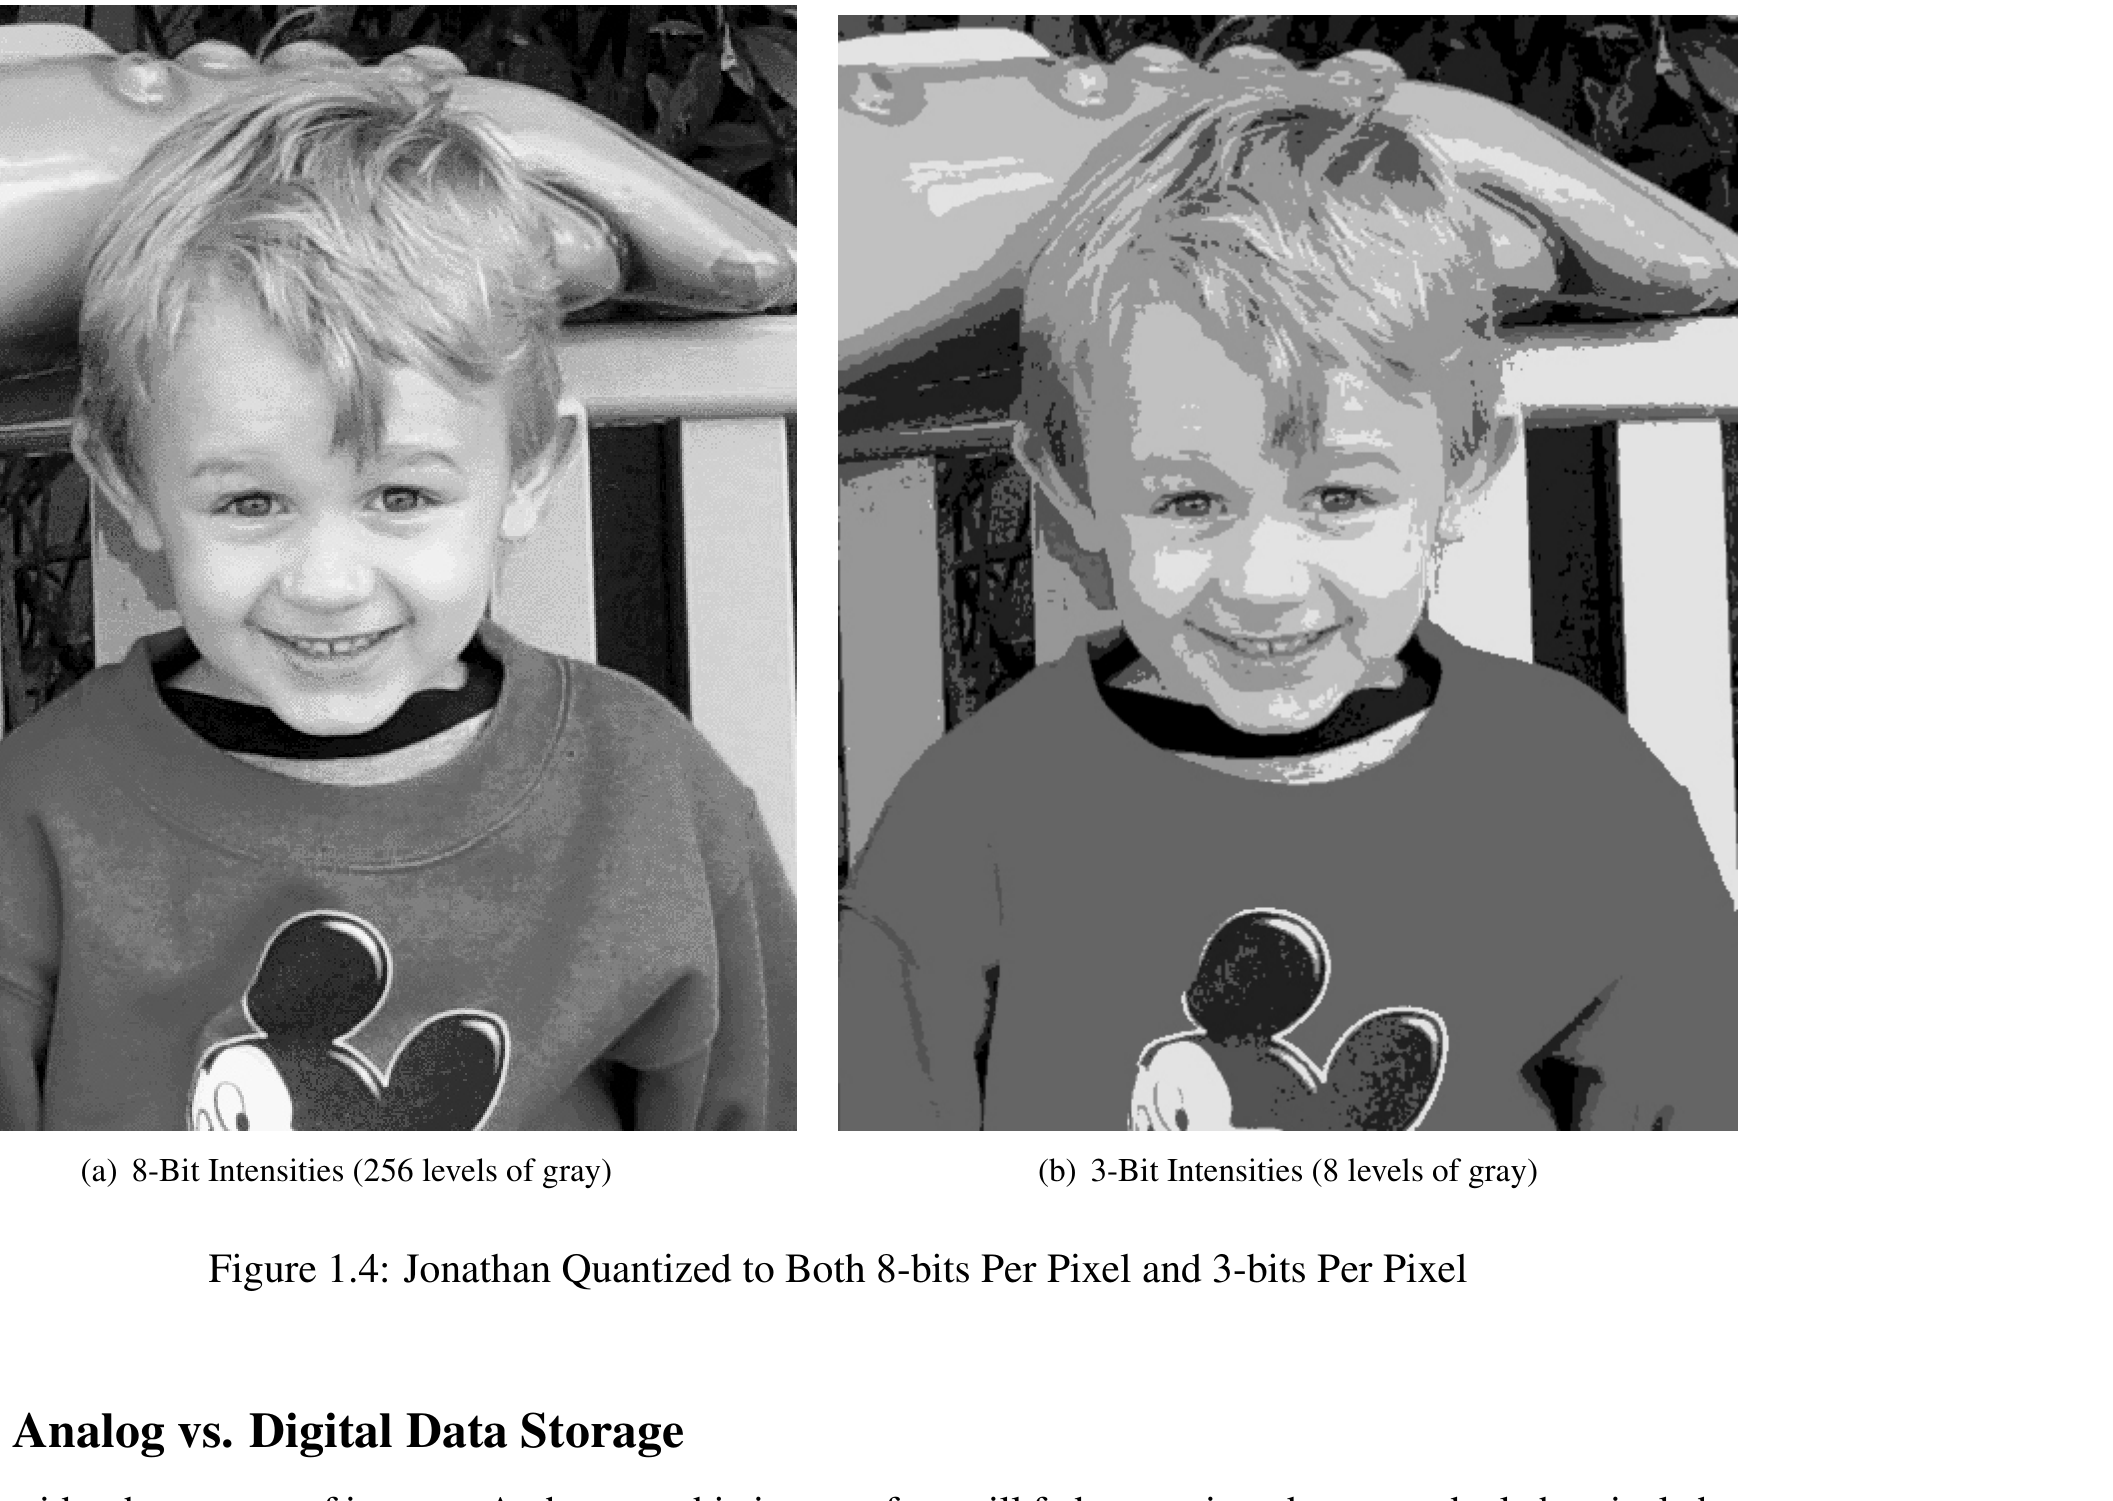 (a) 8-Bit Intensities (256 levels of gray)
(b) 3-Bit Intensities (8 levels of gray)
Figure 1.4: Jonathan Quantized to Both 8-bits Per Pixel and 3-bits Per Pixel
Analog vs. Digital Data Storage